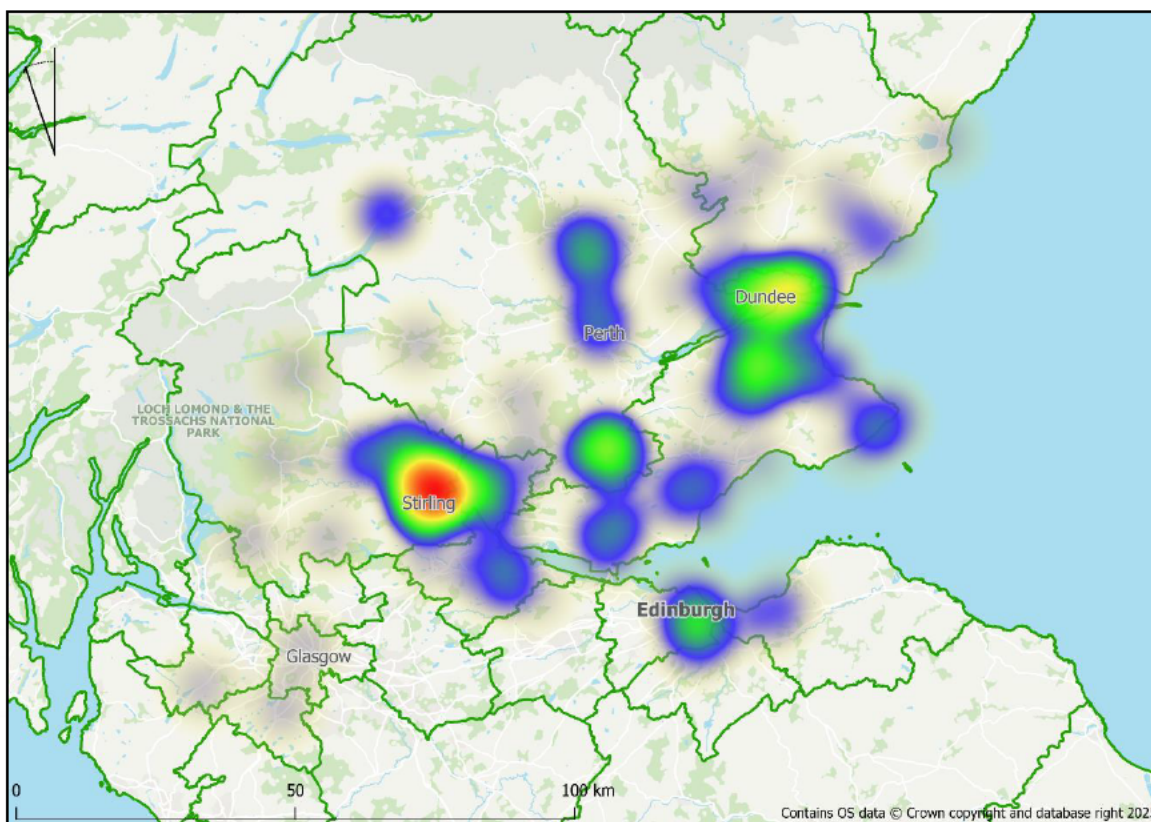 Dundee
Perth
LOCH LOMOND & THE
TROSSACHS NATIONAL
PARK
Stirling
Edinburgh
Glasgow
0
50
100 km
Contains OS data © Crown copyright and database right